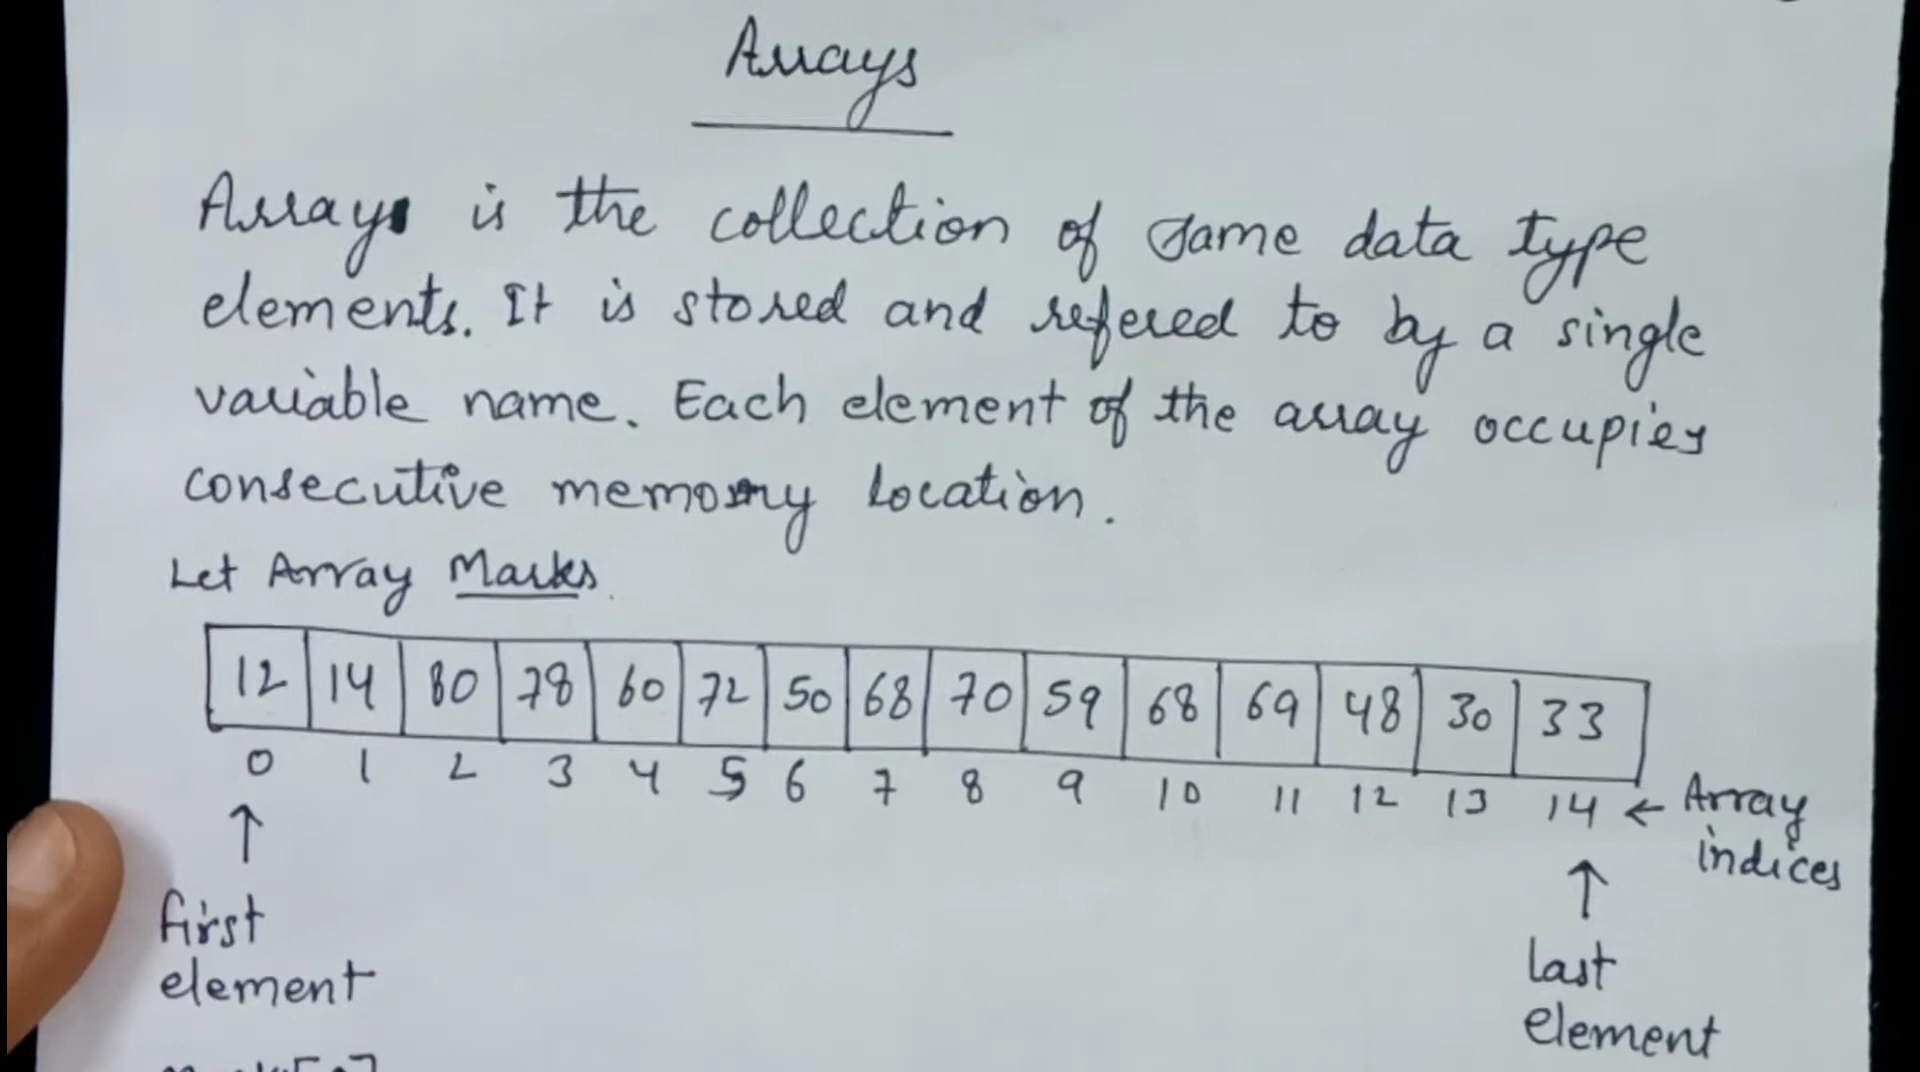 Arrays
Array is the collection of same data type
elements. It is stored and refered to by a single
variable name. Each element of the array occupies
consecutive memory location.
Let Array Marks.
12 14 80 78 60 72 50 68 70 59 68 69 48 30 33
0 1 2 3 4 5 6 7 8 9 10 11 12 13 14 ← Array
indices
↑ ↑
first
element
last
element